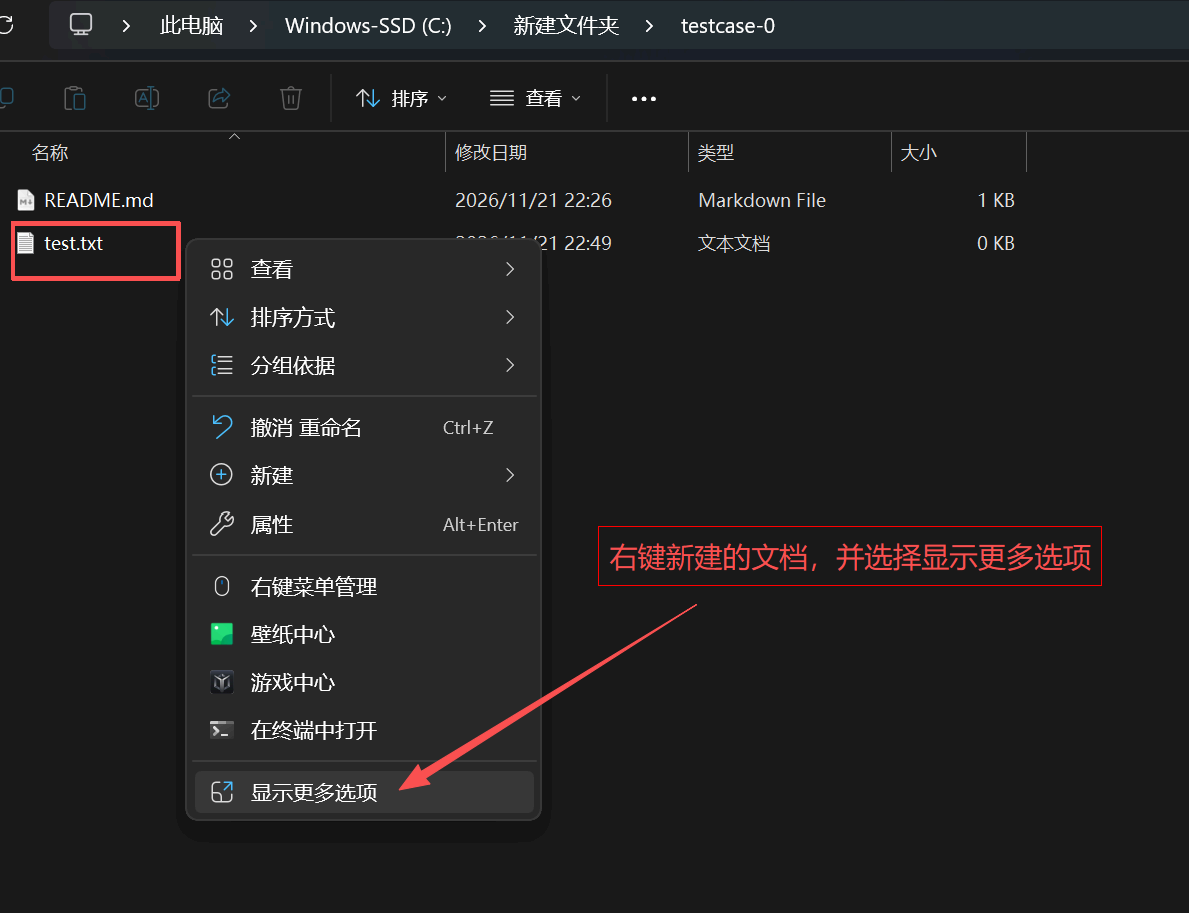 此电脑 > Windows-SSD (C:) > 新建文件夹 > testcase-0
排序 查看
名称 修改日期 类型 大小
README.md 2026/11/21 22:26 Markdown File 1 KB
test.txt 21 22:49 文本文档 0 KB
查看
排序方式
分组依据
撤消 重命名 Ctrl+Z
新建
属性 Alt+Enter
右键新建的文档，并选择显示更多选项
右键菜单管理
壁纸中心
游戏中心
在终端中打开
显示更多选项